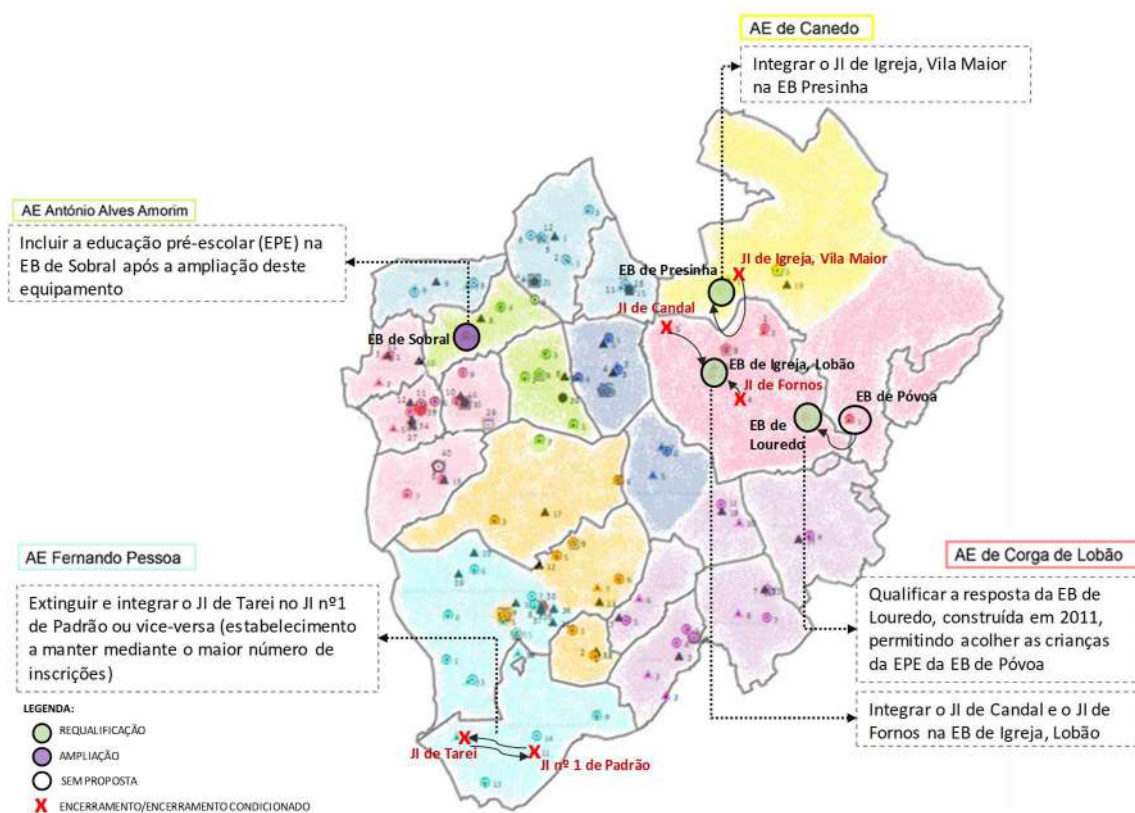 AE de Canedo
Integrar o JI de Igreja, Vila Maior
na EB Presinha
AE António Alves Amorim
Incluir a educação pré-escolar (EPE) na
EB de Sobral após a ampliação deste
equipamento
EB de Presinha
JI de Igreja, Vila Maior
JI de Candal
EB de Sobral
EB de Igreja, Lobão
JI de Fornos
EB de Póvoa
EB de
Louredo
AE Fernando Pessoa
Extinguir e integrar o JI de Tarei no JI nº1
de Padrão ou vice-versa (estabelecimento
a manter mediante o maior número de
inscrições)
AE de Corga de Lobão
Qualificar a resposta da EB de
Louredo, construída em 2011,
permitindo acolher as crianças
da EPE da EB de Póvoa
Integrar o JI de Candal e o JI de
Fornos na EB de Igreja, Lobão
JI de Tarei
JI nº 1 de Padrão
LEGENDA:
REQUALIFICAÇÃO
AMPLIAÇÃO
SEM PROPOSTA
X ENCERRAMENTO/ENCERRAMENTO CONDICIONADO